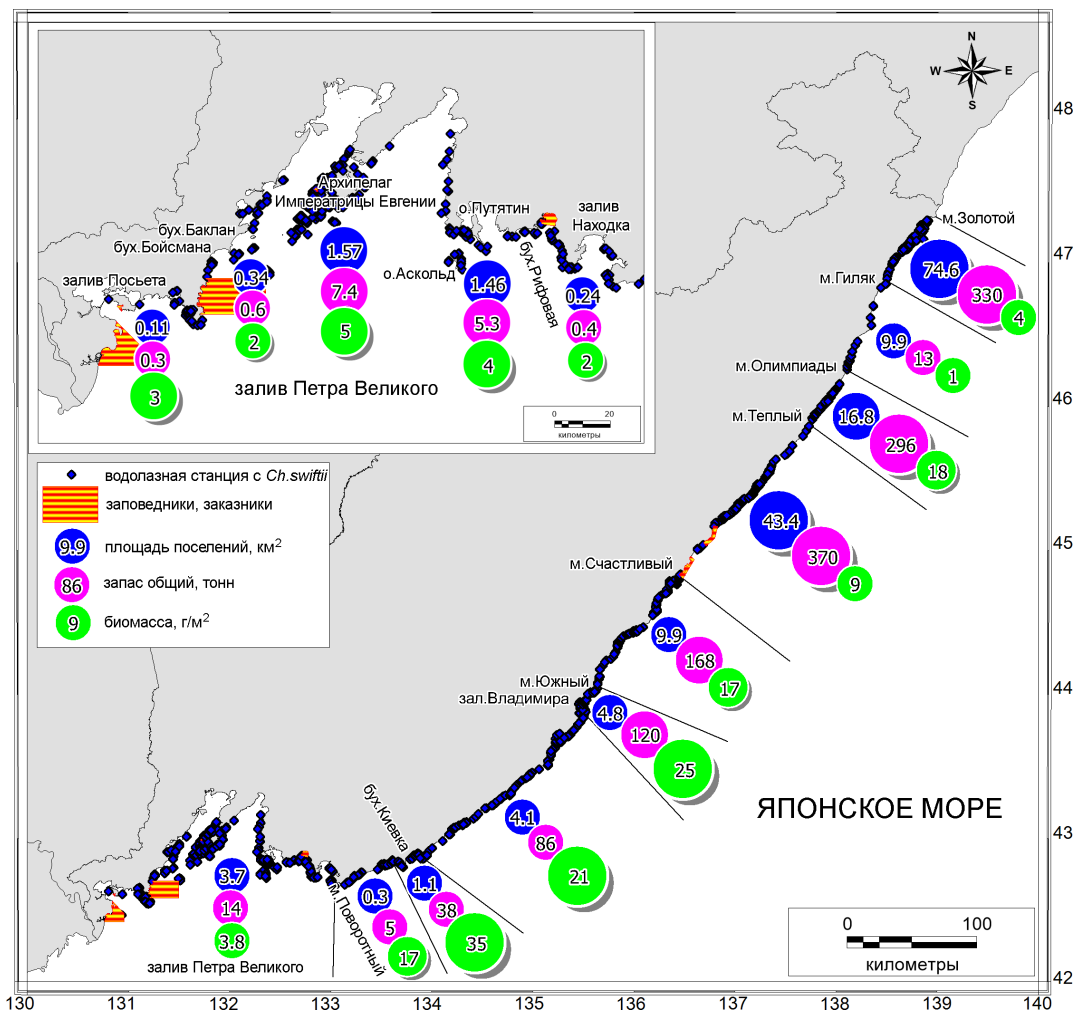 N
W
E
S
Архипелаг
Императрицы Евгении
о.Путятин
залив
Находка
бух.Баклан
бух.Бойсмана
залив Посьета
о.Аскольд
бух.Рифовая
0.11
0.3
3
0.34
0.6
2
1.57
7.4
5
1.46
5.3
4
0.24
0.4
2
залив Петра Великого
0
20
километры
водолазная станция с Ch.swiftii
заповедники, заказники
9.9
площадь поселений, км2
86
запас общий, тонн
9
биомасса, г/м2
м.Золотой
74.6
330
4
м.Гиляк
9.9
13
1
м.Олимпиады
16.8
296
18
м.Теплый
43.4
370
9
м.Счастливый
9.9
168
17
м.Южный
зал.Владимира
4.8
120
25
4.1
86
21
бух.Киевка
1.1
38
35
0.3
5
17
м.Поворотный
3.7
14
3.8
залив Петра Великого
ЯПОНСКОЕ МОРЕ
0
100
километры
48
47
46
45
44
43
42
130
131
132
133
134
135
136
137
138
139
140